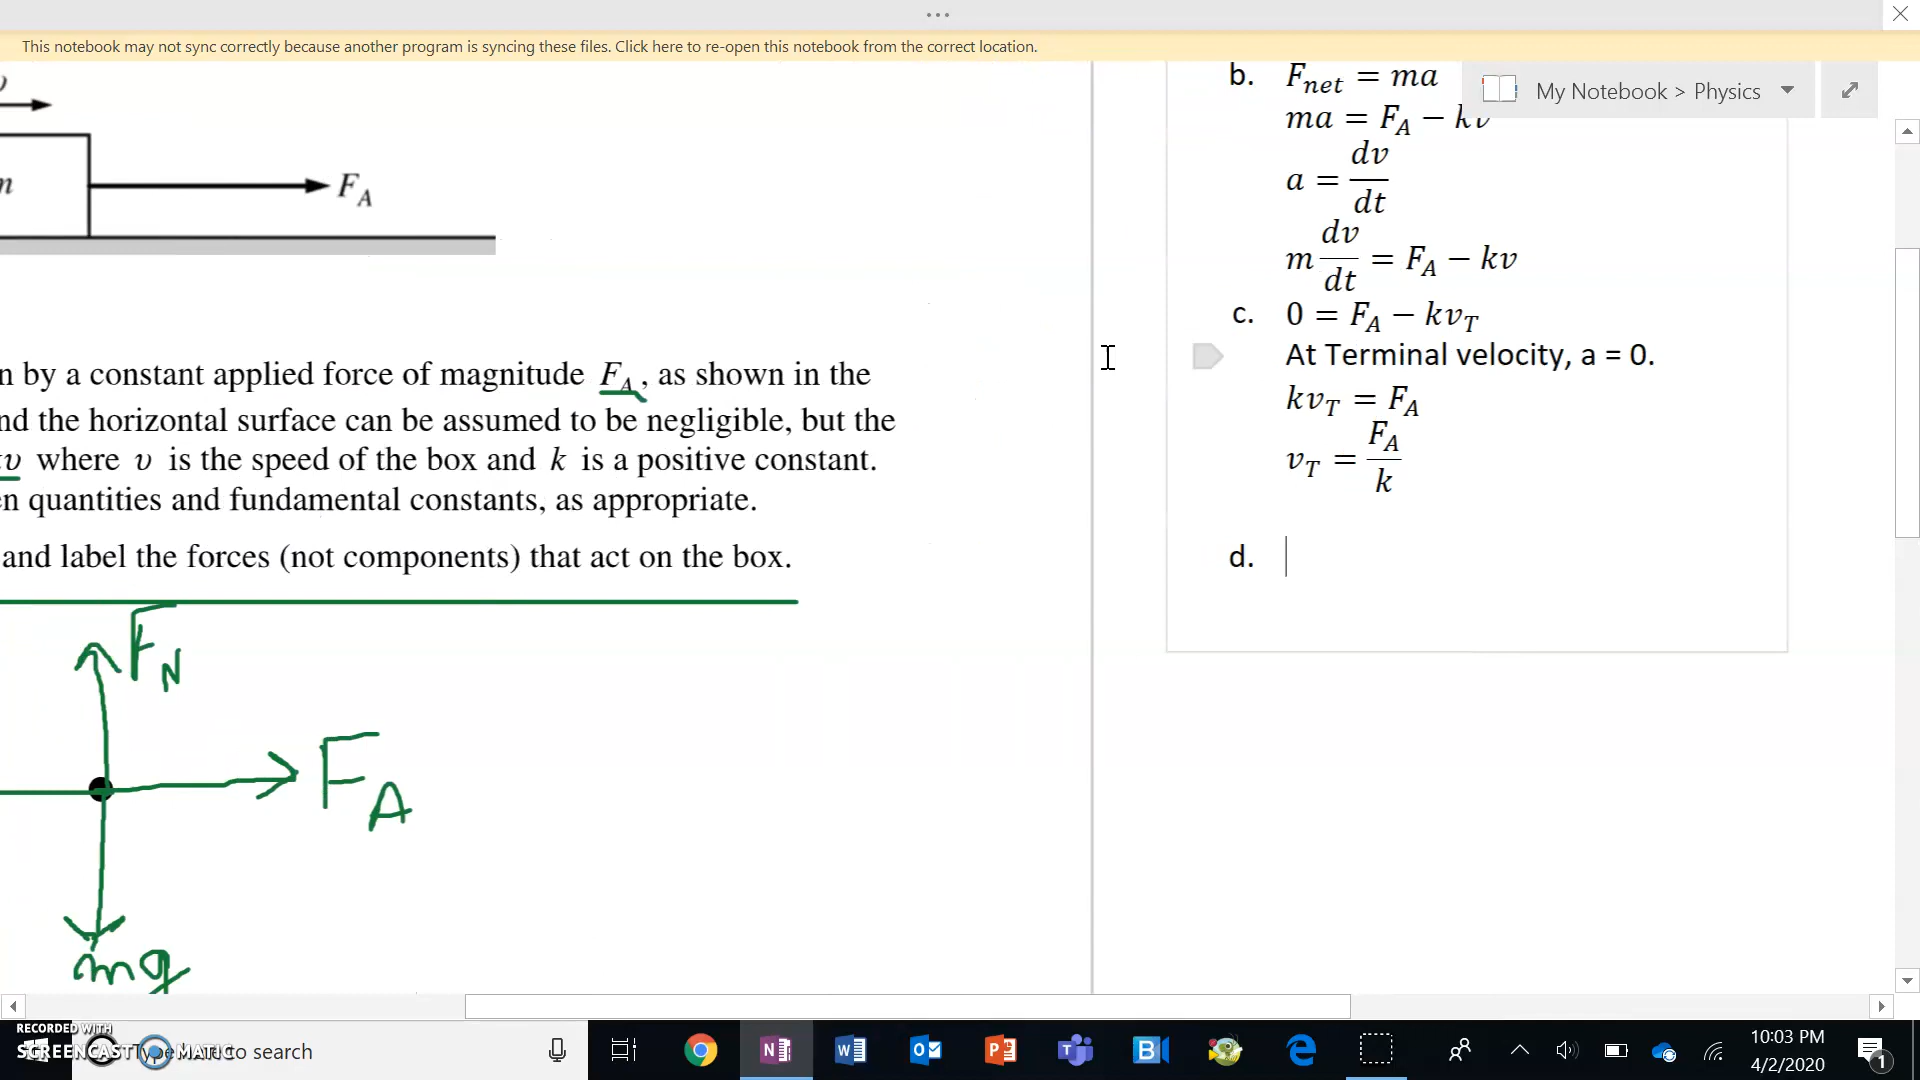 This notebook may not sync correctly because another program is syncing these files. Click here to re-open this notebook from the correct location.
My Notebook > Physics
m
F_A
n by a constant applied force of magnitude F_A, as shown in the
nd the horizontal surface can be assumed to be negligible, but the
υ where υ is the speed of the box and k is a positive constant.
en quantities and fundamental constants, as appropriate.
and label the forces (not components) that act on the box.
F_N
F_A
mg
b. F_net = ma
ma = F_A − kv
a = dv/dt
m dv/dt = F_A − kv
c. 0 = F_A − kv_T
At Terminal velocity, a = 0.
kv_T = F_A
v_T = F_A/k
d.
RECORDED WITH
SCREENCAST MATIC
Type here to search
10:03 PM
4/2/2020
1